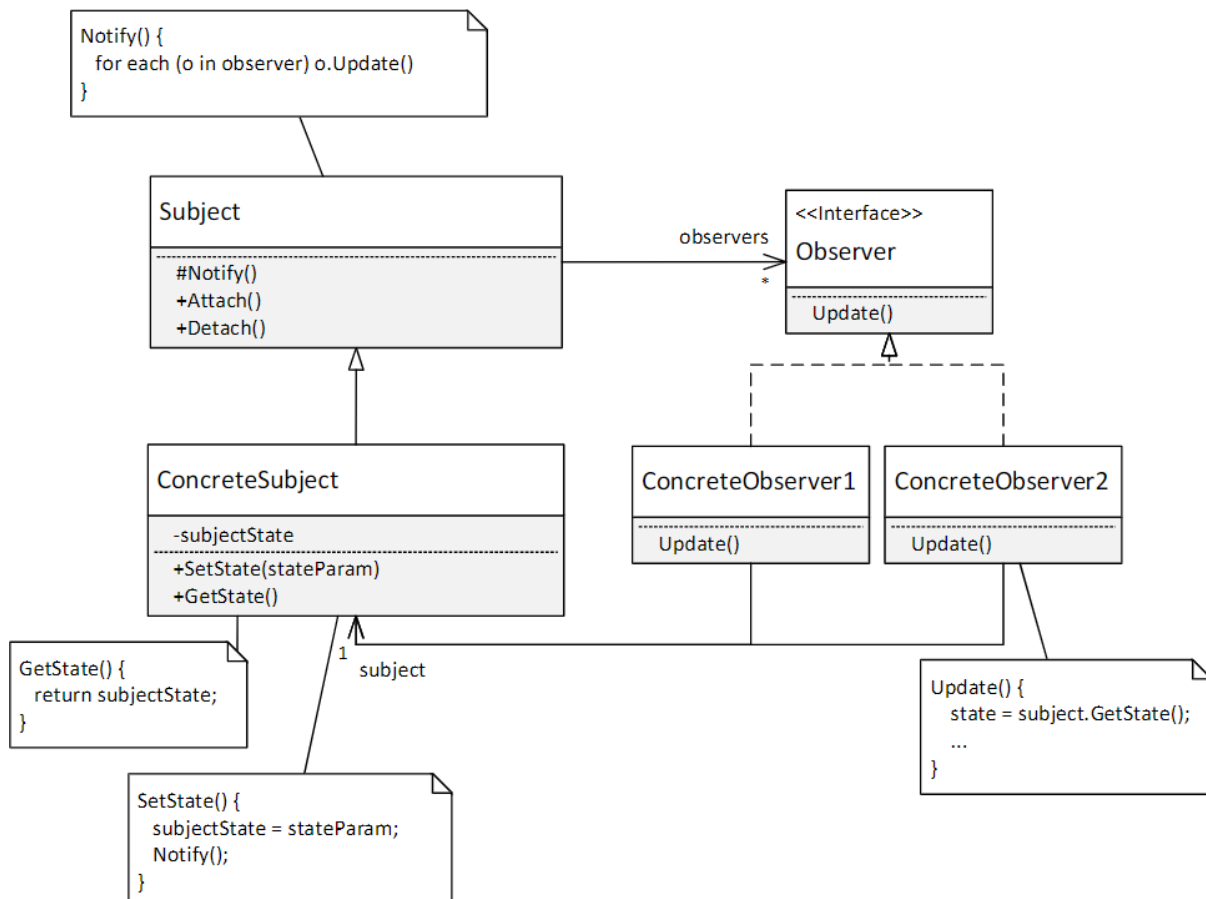 Notify() {
for each (o in observer) o.Update()
}
Subject
#Notify()
+Attach()
+Detach()
observers
*
<<Interface>>
Observer
Update()
ConcreteSubject
-subjectState
+SetState(stateParam)
+GetState()
ConcreteObserver1
Update()
ConcreteObserver2
Update()
1
subject
GetState() {
return subjectState;
}
Update() {
state = subject.GetState();
...
}
SetState() {
subjectState = stateParam;
Notify();
}